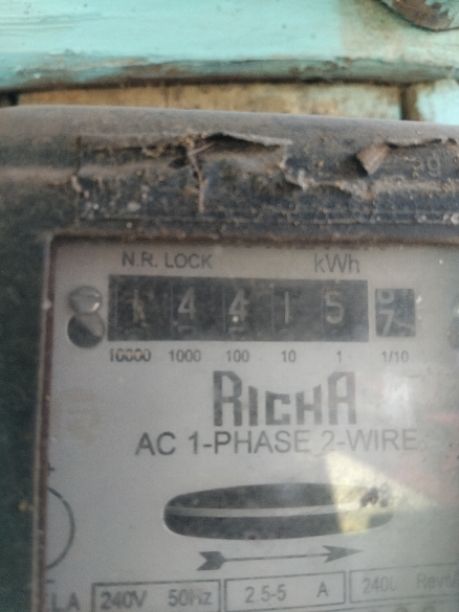 N.R. LOCK kWh
1 4 4 1 5 7
10000 1000 100 10 1 1/10
RICHA
AC 1-PHASE 2-WIRE
240V 50Hz 2.5-5 A 240